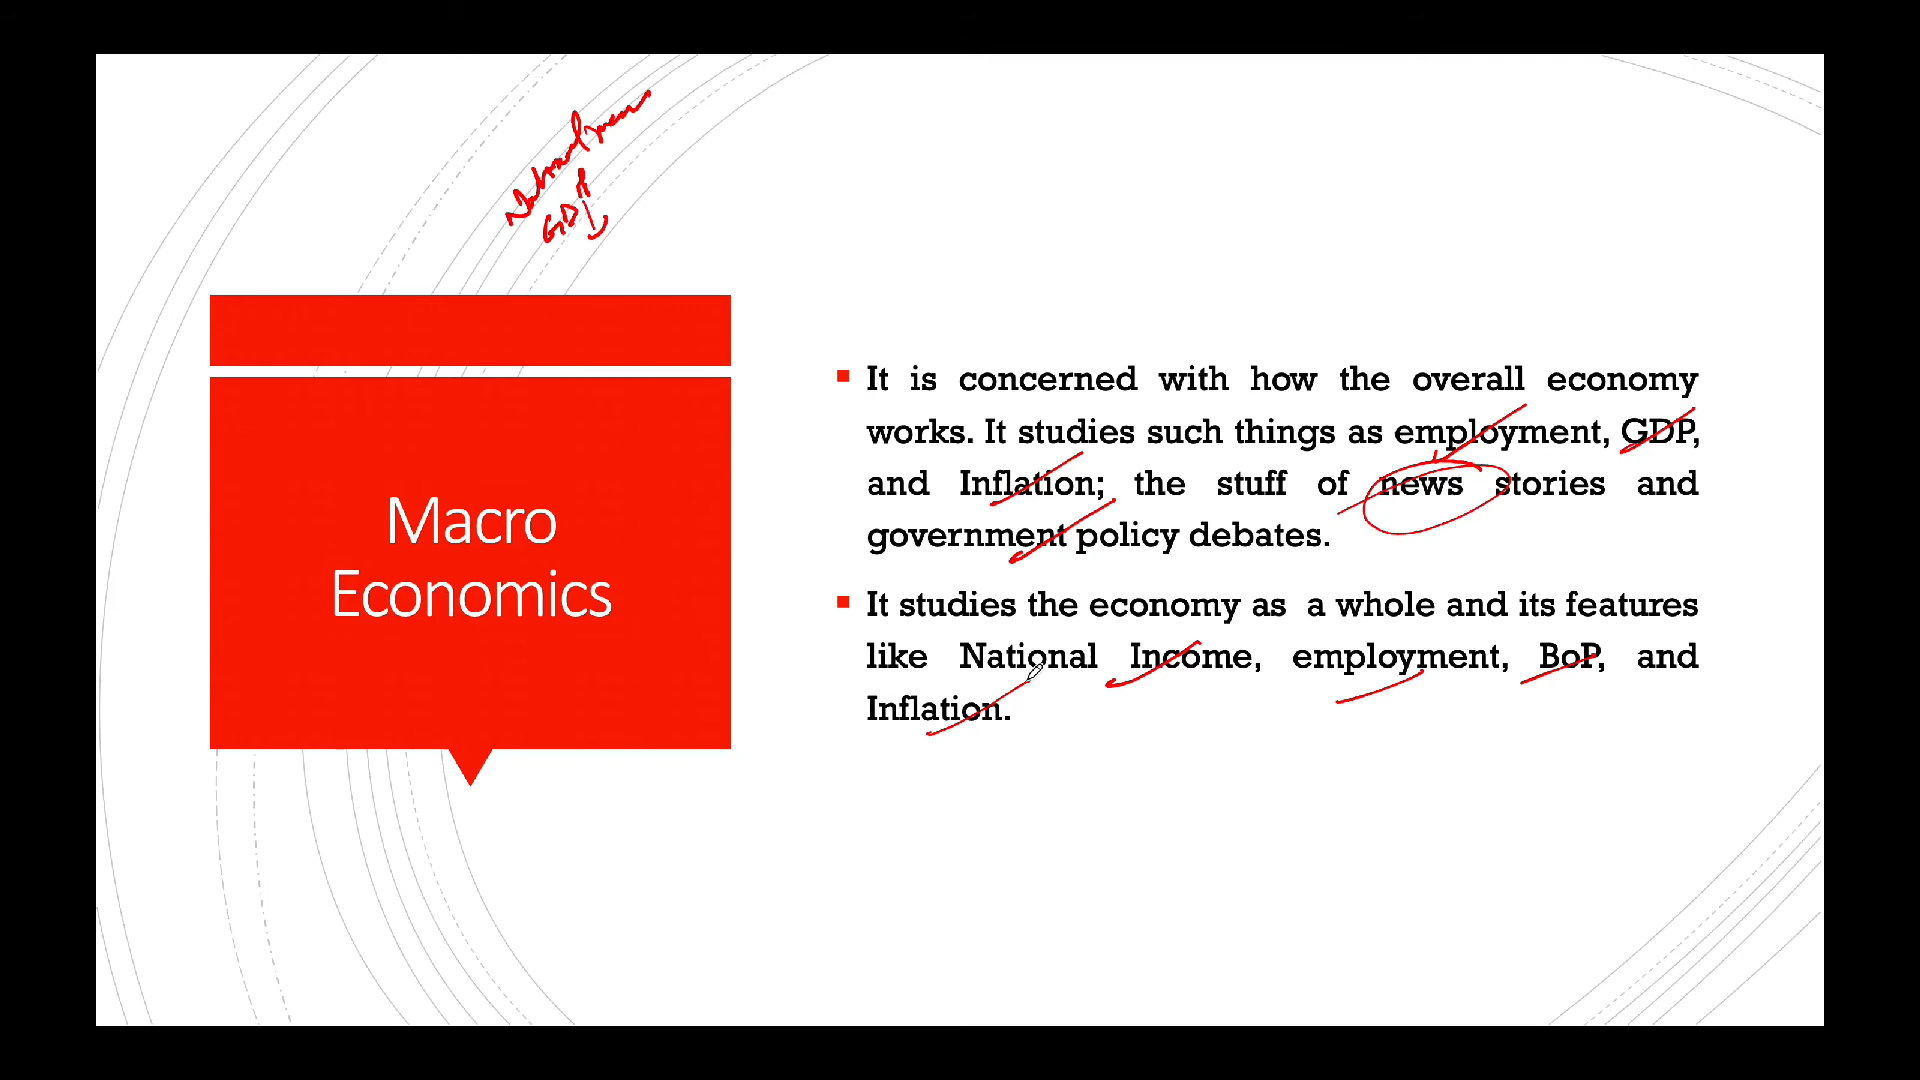 National Income
GDP
Macro
Economics
▪ It is concerned with how the overall economy
works. It studies such things as employment, GDP,
and Inflation; the stuff of news stories and
government policy debates.
▪ It studies the economy as a whole and its features
like National Income, employment, BoP, and
Inflation.